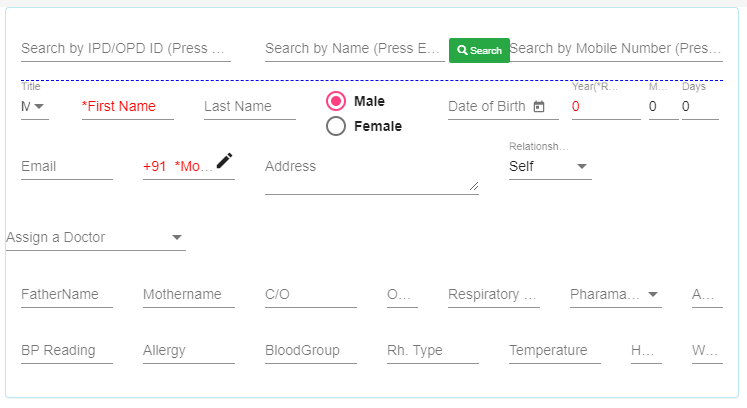 Search by IPD/OPD ID (Press ... Search by Name (Press E... Search Search by Mobile Number (Pres...
Title Year(*R... M... Days
M *First Name Last Name Male Date of Birth 0 0 0
Female
Email +91 *Mo... Address Relationsh... Self
Assign a Doctor
FatherName Mothername C/O O... Respiratory ... Pharama... A...
BP Reading Allergy BloodGroup Rh. Type Temperature H... W...